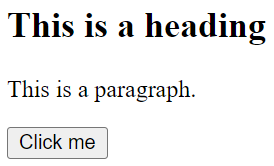 This is a heading
This is a paragraph.
Click me